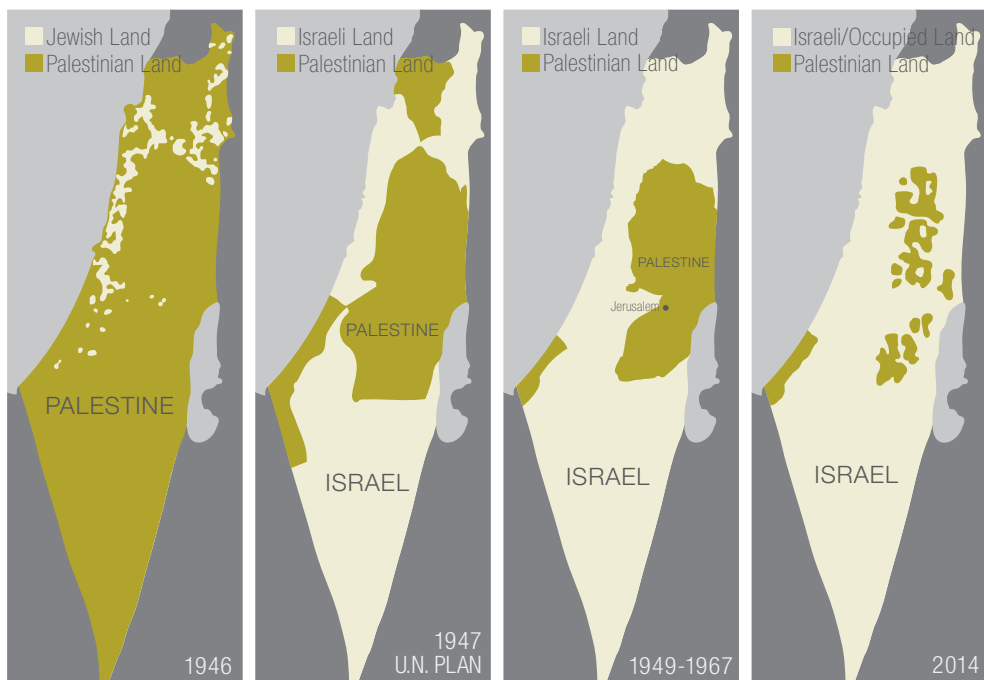 Jewish Land
Palestinian Land
PALESTINE
1946
Israeli Land
Palestinian Land
PALESTINE
ISRAEL
1947
U.N. PLAN
Israeli Land
Palestinian Land
PALESTINE
Jerusalem
ISRAEL
1949-1967
Israeli/Occupied Land
Palestinian Land
ISRAEL
2014